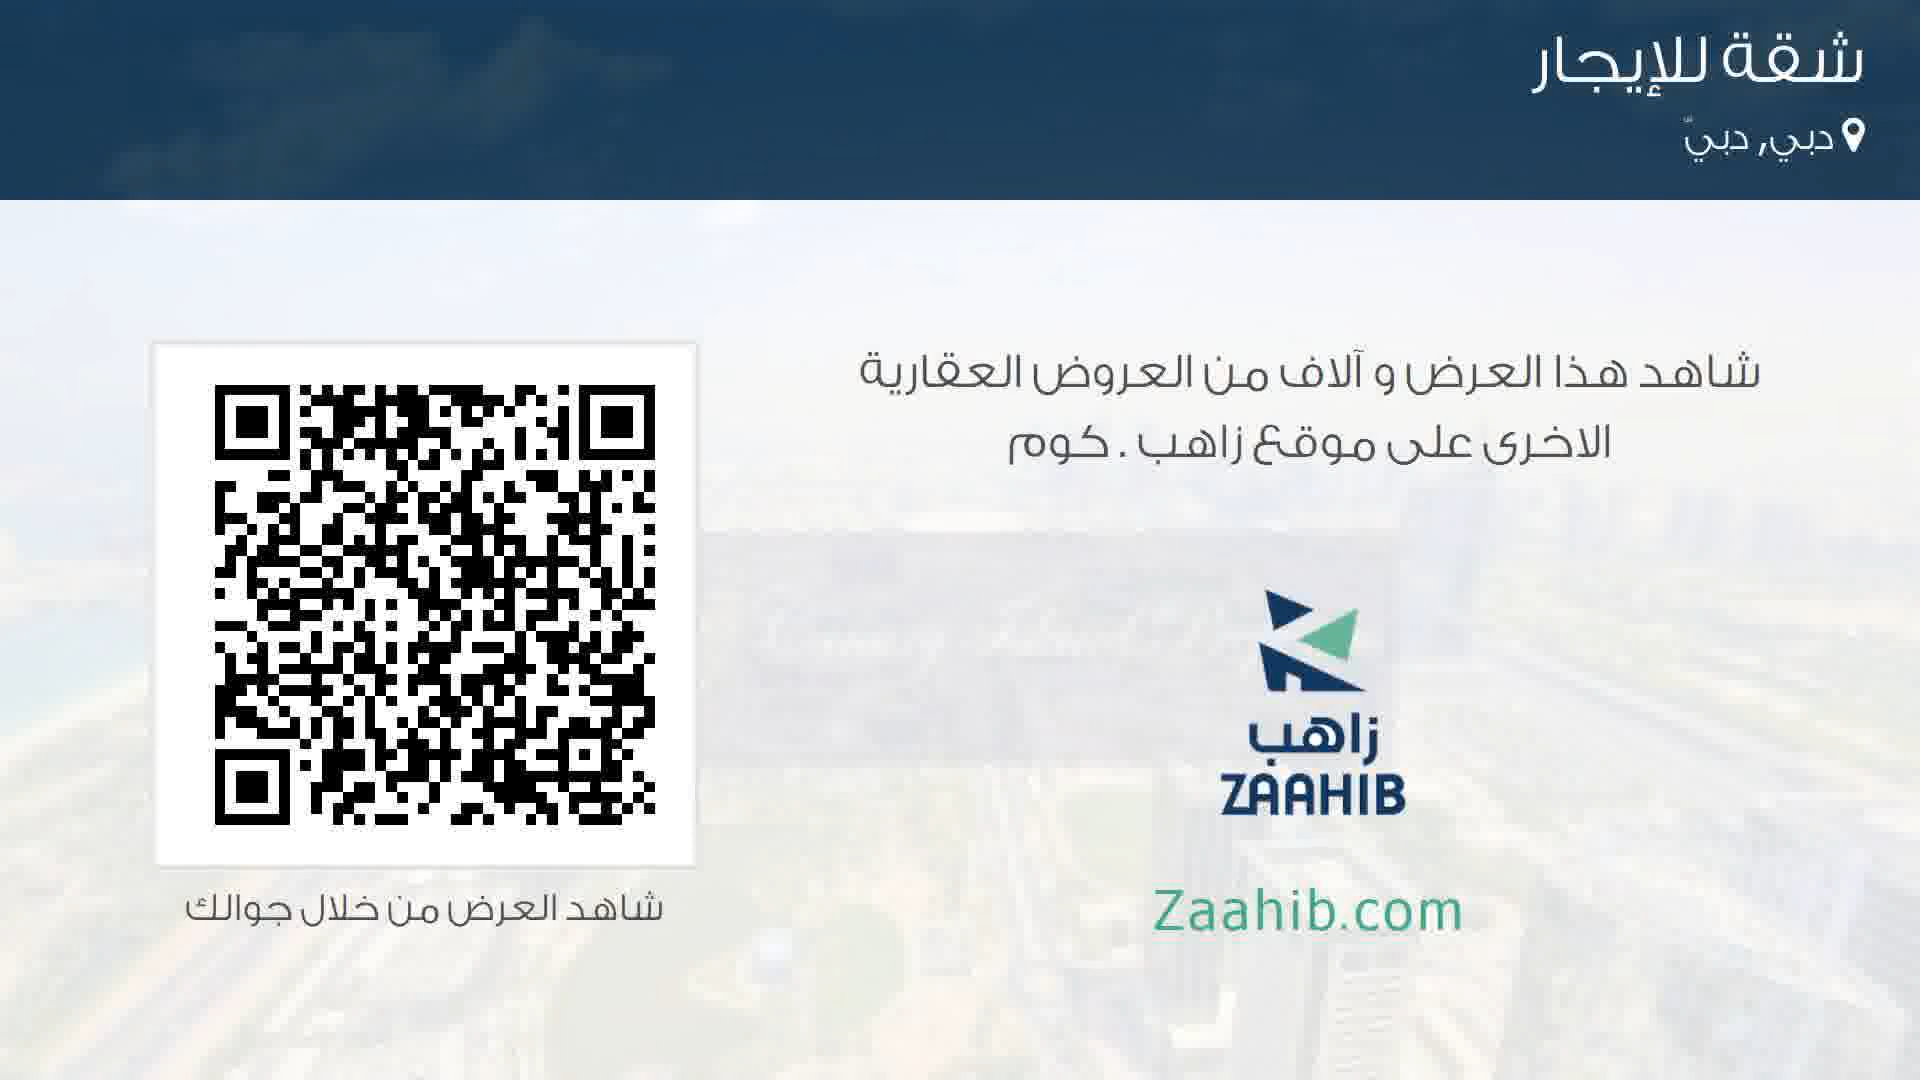 شقة للإيجار
دبي, دبيّ
شاهد هذا العرض و آلاف من العروض العقارية
الاخرى على موقع زاهب . كوم
زاهب
ZAAHIB
Zaahib.com
شاهد العرض من خلال جوالك